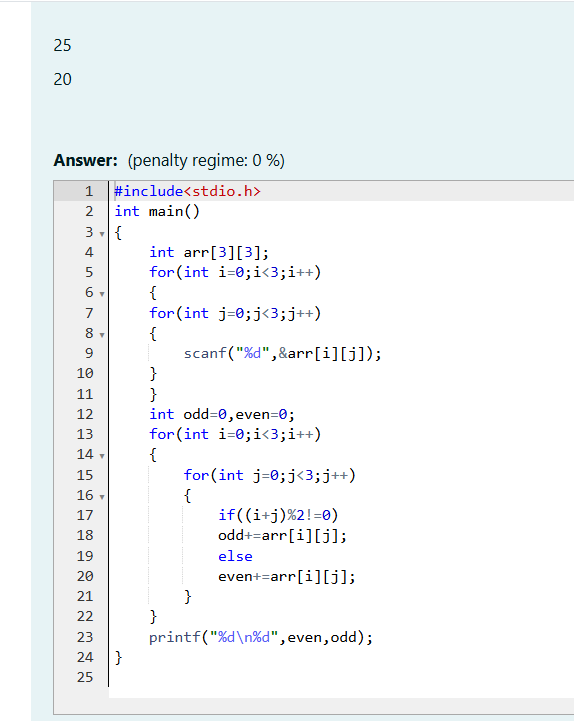 25
20
Answer: (penalty regime: 0 %)
1 #include<stdio.h>
2 int main()
3 {
4     int arr[3][3];
5     for(int i=0;i<3;i++)
6     {
7     for(int j=0;j<3;j++)
8     {
9         scanf("%d",&arr[i][j]);
10     }
11     }
12     int odd=0,even=0;
13     for(int i=0;i<3;i++)
14     {
15         for(int j=0;j<3;j++)
16         {
17             if((i+j)%2!=0)
18             odd+=arr[i][j];
19             else
20             even+=arr[i][j];
21         }
22     }
23     printf("%d\n%d",even,odd);
24 }
25